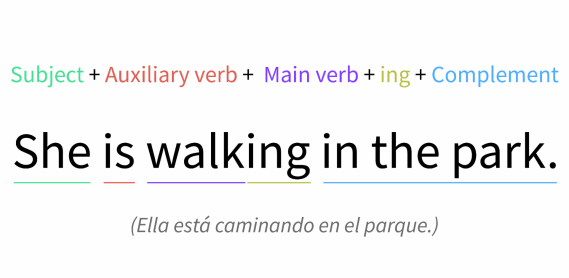 Subject + Auxiliary verb + Main verb + ing + Complement
She is walking in the park.
(Ella está caminando en el parque.)